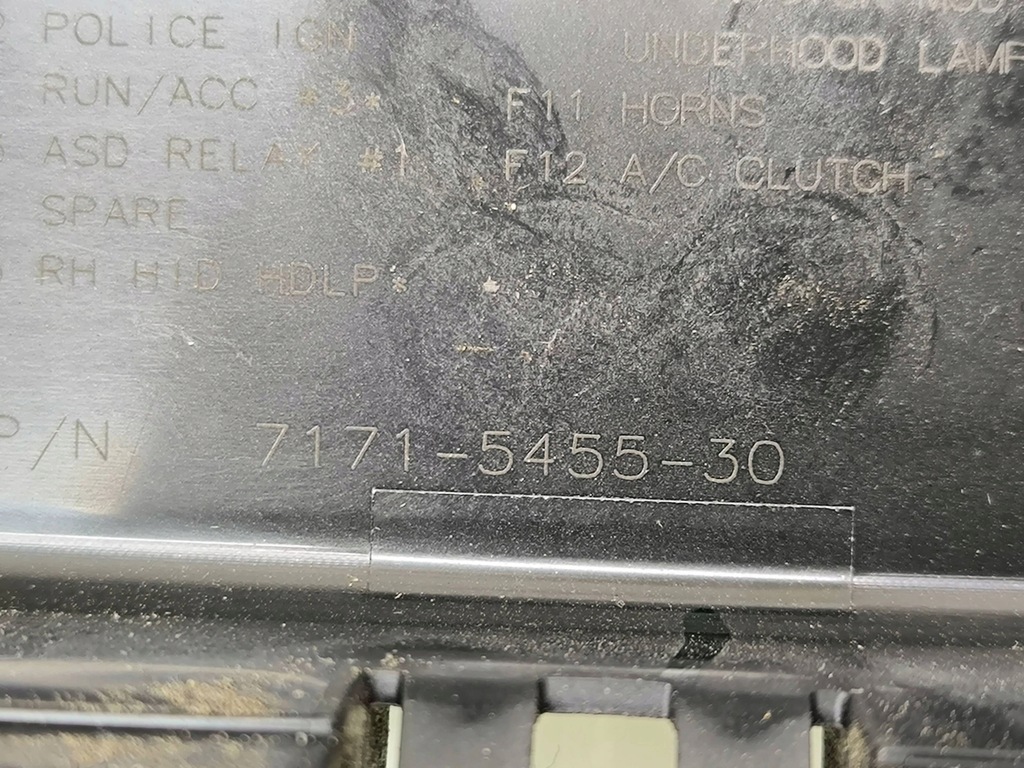 POLICE IGN
RUN/ACC *3*
ASD RELAY #1
SPARE
RH HID HDLP*
UNDERHOOD LAMP
F11 HORNS
F12 A/C CLUTCH
P/N 7171-5455-30